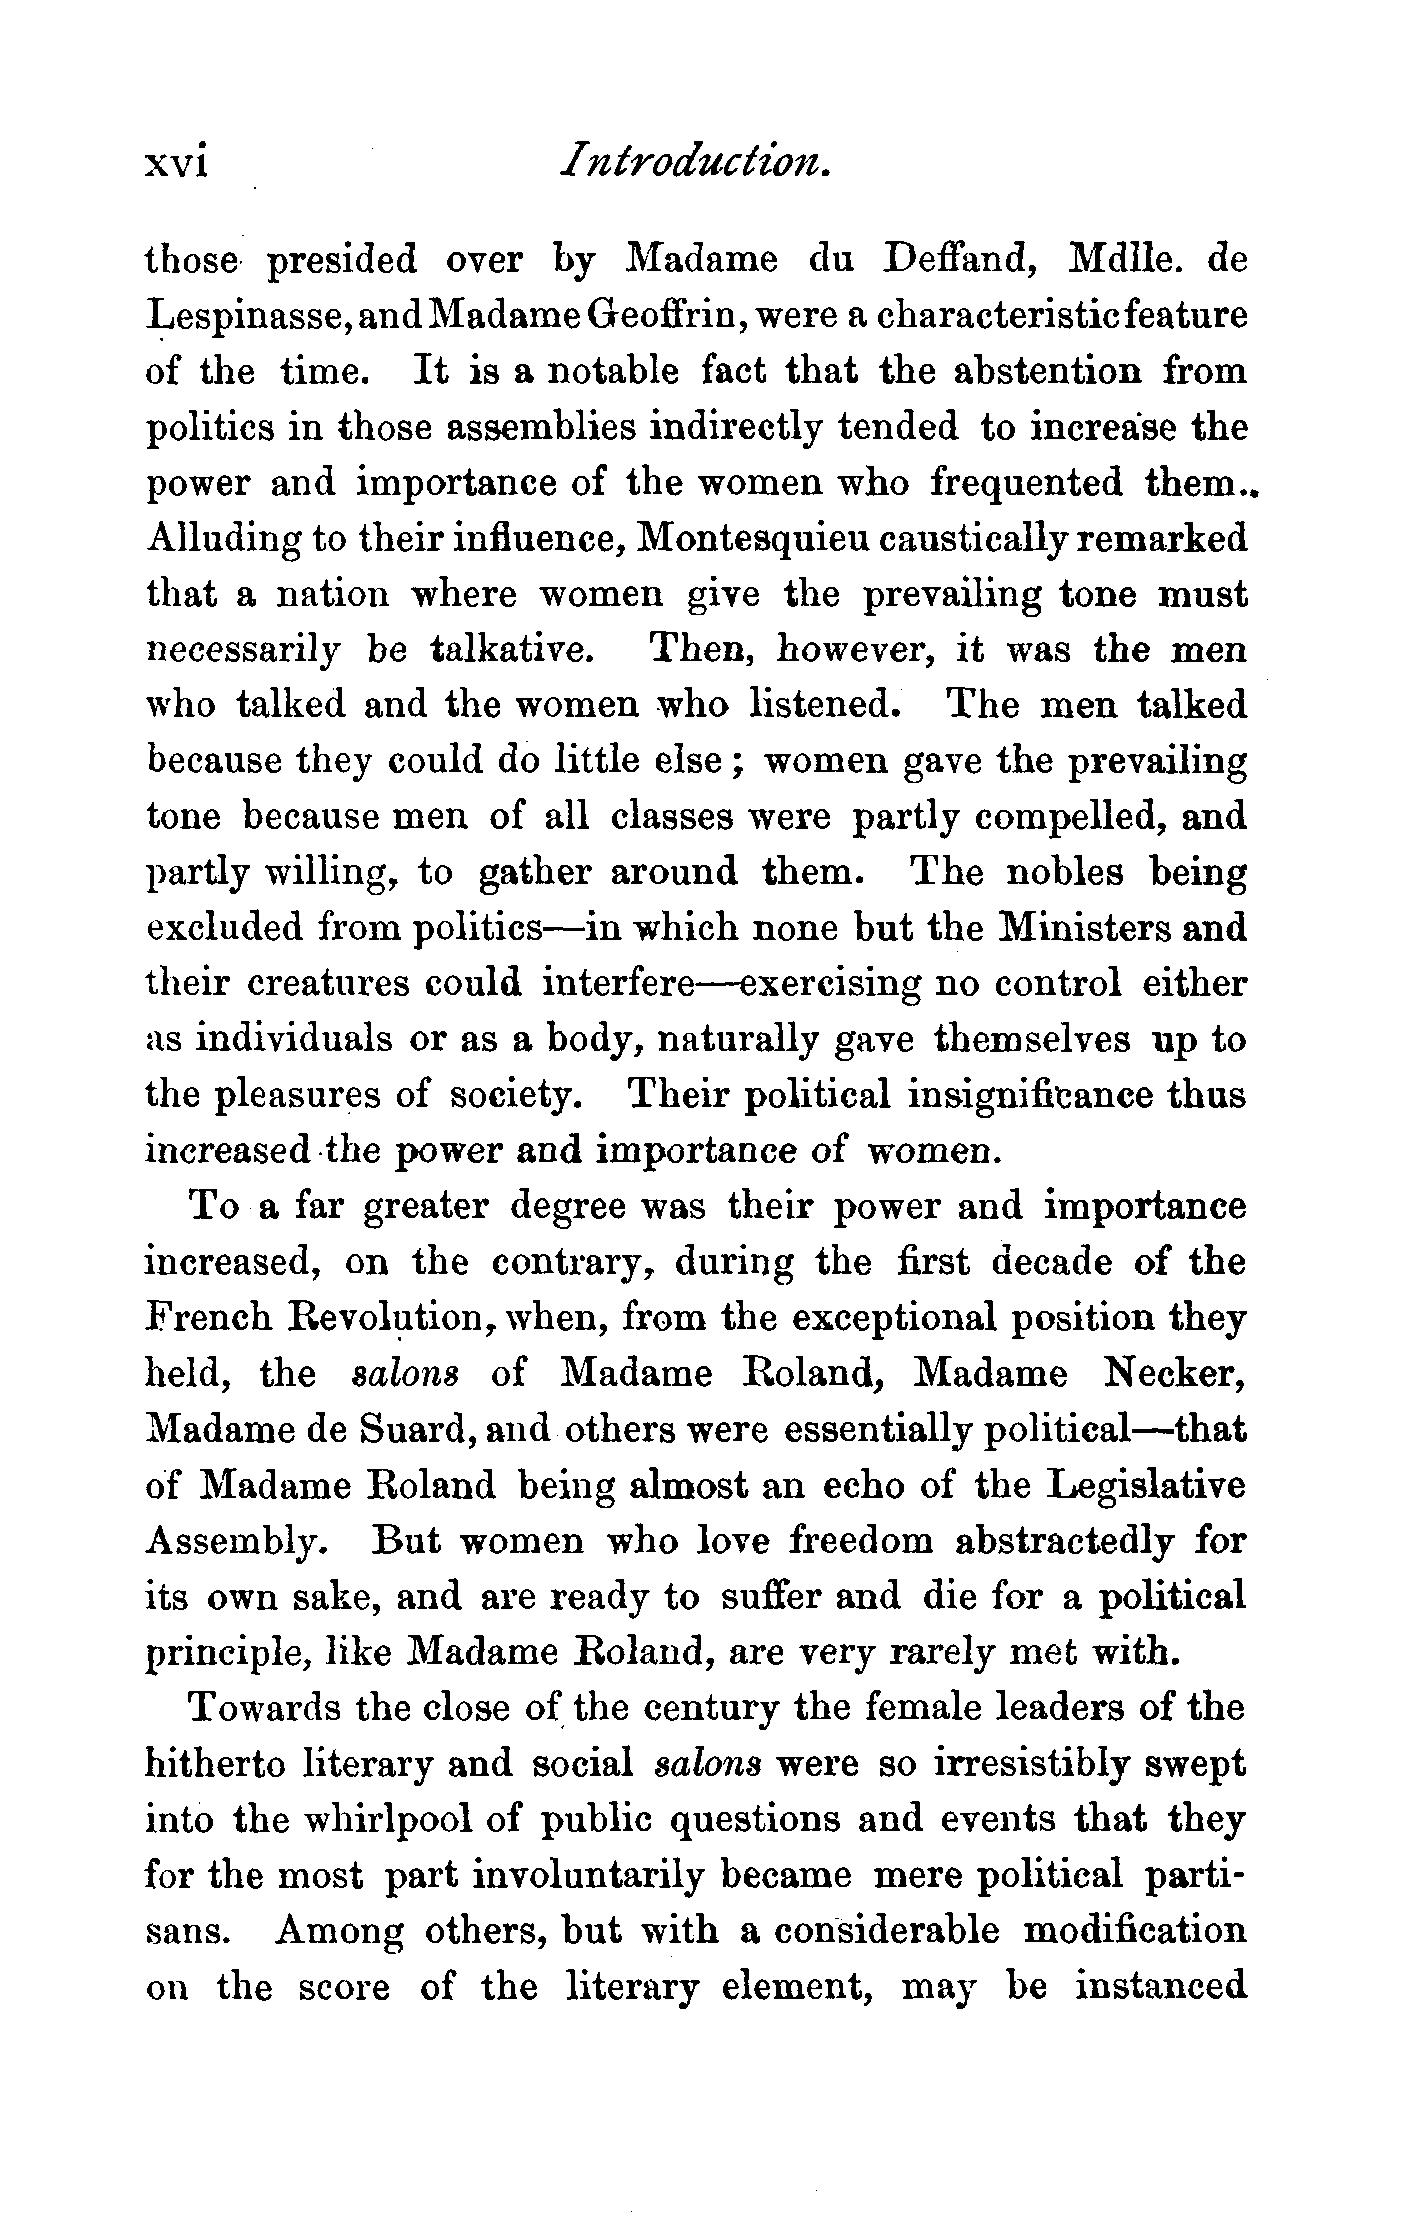 xvi Introduction.
those presided over by Madame du Deffand, Mdlle. de
Lespinasse, and Madame Geoffrin, were a characteristic feature
of the time. It is a notable fact that the abstention from
politics in those assemblies indirectly tended to increase the
power and importance of the women who frequented them..
Alluding to their influence, Montesquieu caustically remarked
that a nation where women give the prevailing tone must
necessarily be talkative. Then, however, it was the men
who talked and the women who listened. The men talked
because they could do little else ; women gave the prevailing
tone because men of all classes were partly compelled, and
partly willing, to gather around them. The nobles being
excluded from politics—in which none but the Ministers and
their creatures could interfere—exercising no control either
as individuals or as a body, naturally gave themselves up to
the pleasures of society. Their political insignificance thus
increased the power and importance of women.
To a far greater degree was their power and importance
increased, on the contrary, during the first decade of the
French Revolution, when, from the exceptional position they
held, the salons of Madame Roland, Madame Necker,
Madame de Suard, and others were essentially political—that
of Madame Roland being almost an echo of the Legislative
Assembly. But women who love freedom abstractedly for
its own sake, and are ready to suffer and die for a political
principle, like Madame Roland, are very rarely met with.
Towards the close of the century the female leaders of the
hitherto literary and social salons were so irresistibly swept
into the whirlpool of public questions and events that they
for the most part involuntarily became mere political parti-
sans. Among others, but with a considerable modification
on the score of the literary element, may be instanced